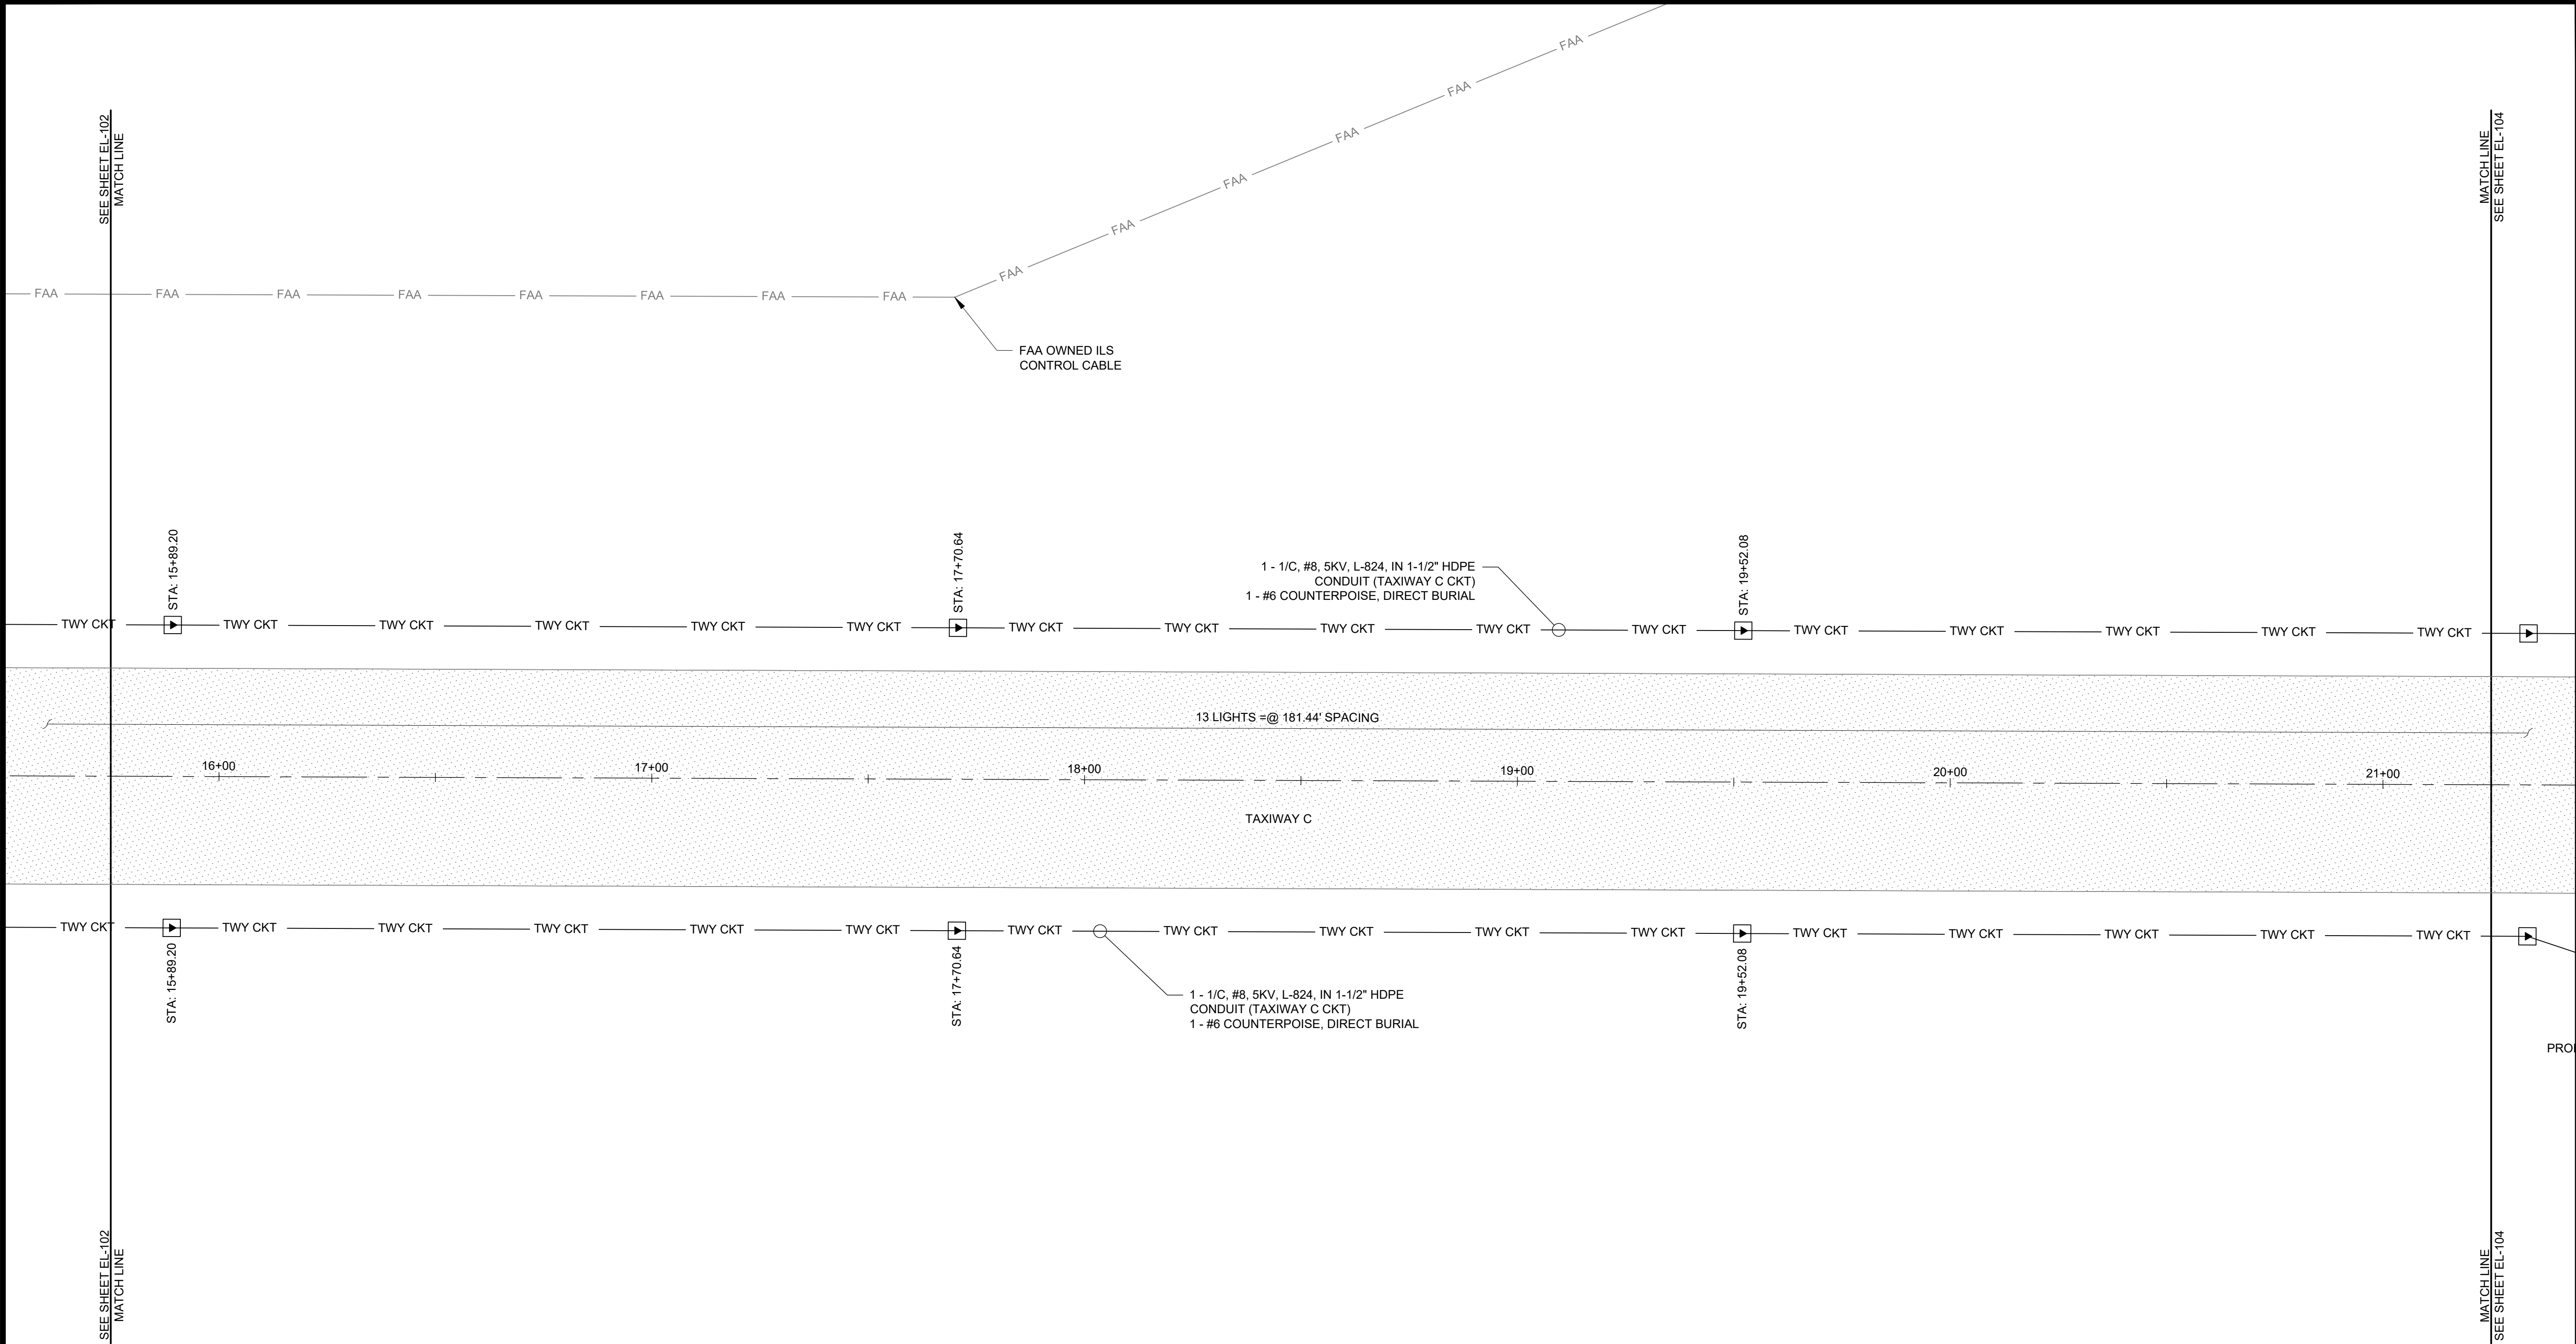 SEE SHEET EL-102
MATCH LINE
MATCH LINE
SEE SHEET EL-104
FAA
FAA
FAA
FAA
FAA
FAA
FAA FAA FAA FAA FAA FAA FAA FAA
FAA OWNED ILS
CONTROL CABLE
STA: 15+89.20
STA: 17+70.64
STA: 19+52.08
1 - 1/C, #8, 5KV, L-824, IN 1-1/2" HDPE
CONDUIT (TAXIWAY C CKT)
1 - #6 COUNTERPOISE, DIRECT BURIAL
TWY CKT TWY CKT TWY CKT TWY CKT TWY CKT TWY CKT TWY CKT TWY CKT TWY CKT TWY CKT TWY CKT TWY CKT TWY CKT TWY CKT TWY CKT TWY CKT
13 LIGHTS =@ 181.44' SPACING
16+00 17+00 18+00 19+00 20+00 21+00
TAXIWAY C
TWY CKT TWY CKT TWY CKT TWY CKT TWY CKT TWY CKT TWY CKT TWY CKT TWY CKT TWY CKT TWY CKT TWY CKT TWY CKT TWY CKT TWY CKT TWY CKT
STA: 15+89.20
STA: 17+70.64
STA: 19+52.08
1 - 1/C, #8, 5KV, L-824, IN 1-1/2" HDPE
CONDUIT (TAXIWAY C CKT)
1 - #6 COUNTERPOISE, DIRECT BURIAL
SEE SHEET EL-102
MATCH LINE
MATCH LINE
SEE SHEET EL-104